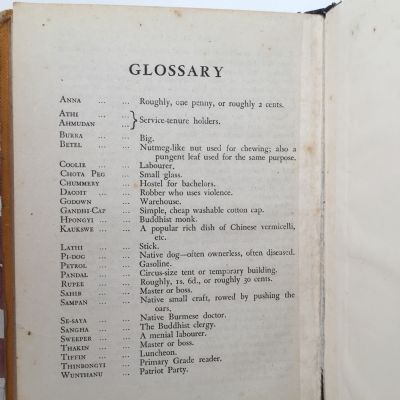 GLOSSARY
ANNA ... ... Roughly, one penny, or roughly 2 cents.
ATHI ... ...
AHMUDAN ... } Service-tenure holders.
BURRA ... ... Big.
BETEL ... ... Nutmeg-like nut used for chewing; also a
pungent leaf used for the same purpose.
COOLIE ... ... Labourer.
CHOTA PEG ... Small glass.
CHUMMERY ... Hostel for bachelors.
DACOIT ... ... Robber who uses violence.
GODOWN ... Warehouse.
GANDHI-CAP ... Simple, cheap washable cotton cap.
HPONGYI ... ... Buddhist monk.
KAUKSWE ... ... A popular rich dish of Chinese vermicelli,
etc.
LATHI ... ... Stick.
PI-DOG ... ... Native dog—often ownerless, often diseased.
PETROL ... ... Gasoline.
PANDAL ... ... Circus-size tent or temporary building.
RUPEE ... ... Roughly, 1s. 6d., or roughly 30 cents.
SAHIB ... ... Master or boss.
SAMPAN ... ... Native small craft, rowed by pushing the
oars.
SE-SAYA ... ... Native Burmese doctor.
SANGHA ... ... The Buddhist clergy.
SWEEPER ... ... A menial labourer.
THAKIN ... ... Master or boss.
TIFFIN ... ... Luncheon.
THINBONGYI ... Primary Grade reader.
WUNTHANU ... Patriot Party.